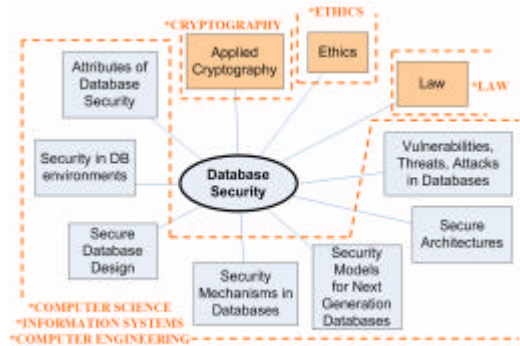 *CRYPTOGRAPHY
*ETHICS
Applied
Cryptography
Ethics
Attributes of
Database
Security
Law
*LAW
Security in DB
environments
Database
Security
Vulnerabilities,
Threats, Attacks
in Databases
Secure
Database
Design
Secure
Architectures
Security
Mechanisms in
Databases
Security
Models
for Next
Generation
Databases
*COMPUTER SCIENCE
*INFORMATION SYSTEMS
*COMPUTER ENGINEERING